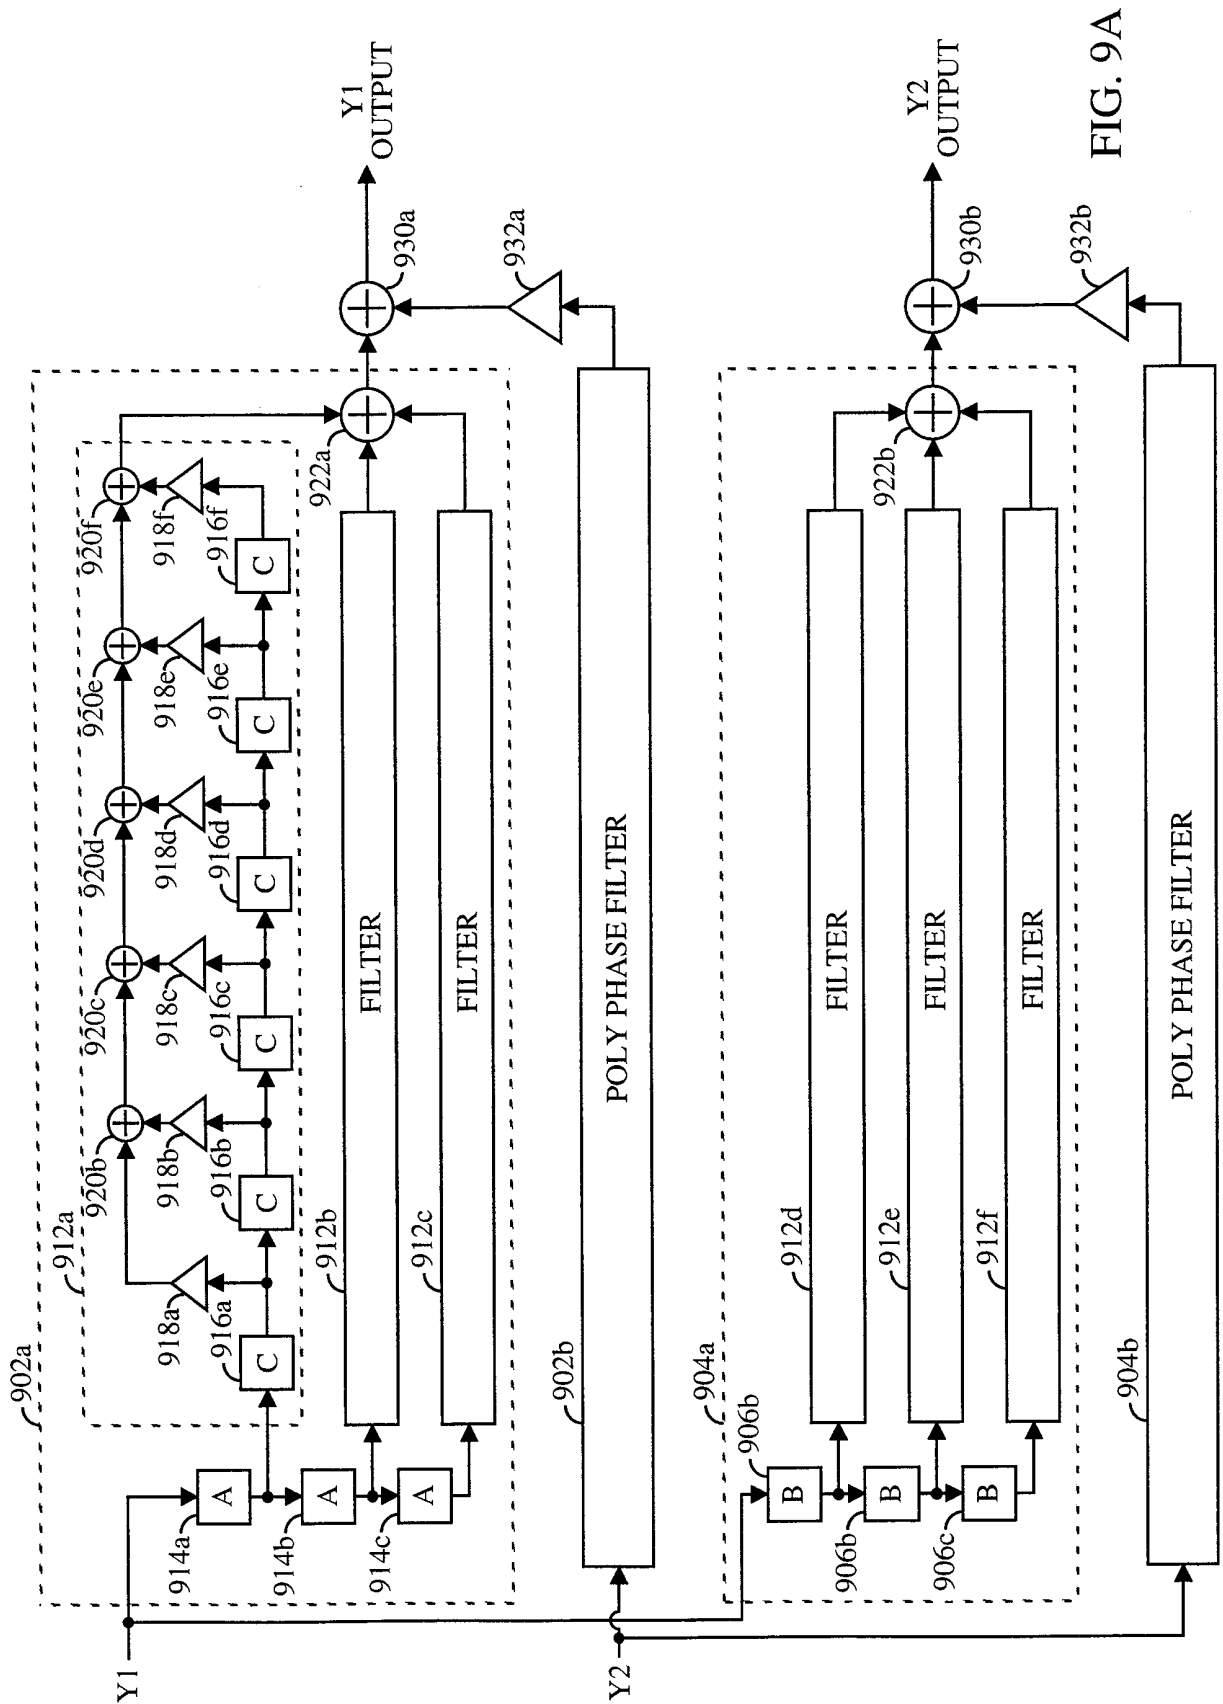 902a
912a
920b
920c
920d
920e
920f
918a
918b
918c
918d
918e
918f
916a
916b
916c
916d
916e
916f
C
C
C
C
C
C
914a
A
914b
A
914c
A
912b
FILTER
912c
FILTER
922a
930a
Y1
OUTPUT
932a
902b
POLY PHASE FILTER
Y1
Y2
904a
906b
B
906b
B
906c
B
912d
FILTER
912e
FILTER
912f
FILTER
922b
930b
Y2
OUTPUT
932b
904b
POLY PHASE FILTER
FIG. 9A